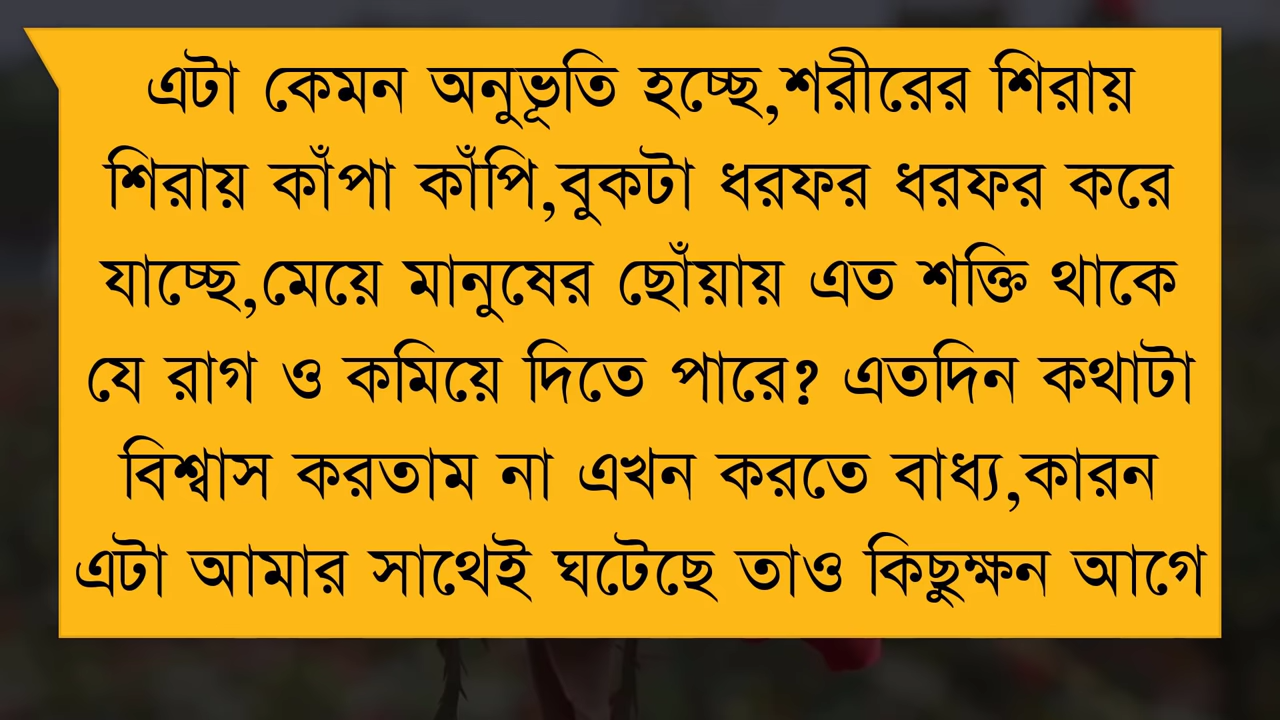 এটা কেমন অনুভূতি হচ্ছে,শরীরের শিরায়
শিরায় কাঁপা কাঁপি,বুকটা ধরফর ধরফর করে
যাচ্ছে,মেয়ে মানুষের ছোঁয়ায় এত শক্তি থাকে
যে রাগ ও কমিয়ে দিতে পারে? এতদিন কথাটা
বিশ্বাস করতাম না এখন করতে বাধ্য,কারন
এটা আমার সাথেই ঘটেছে তাও কিছুক্ষন আগে